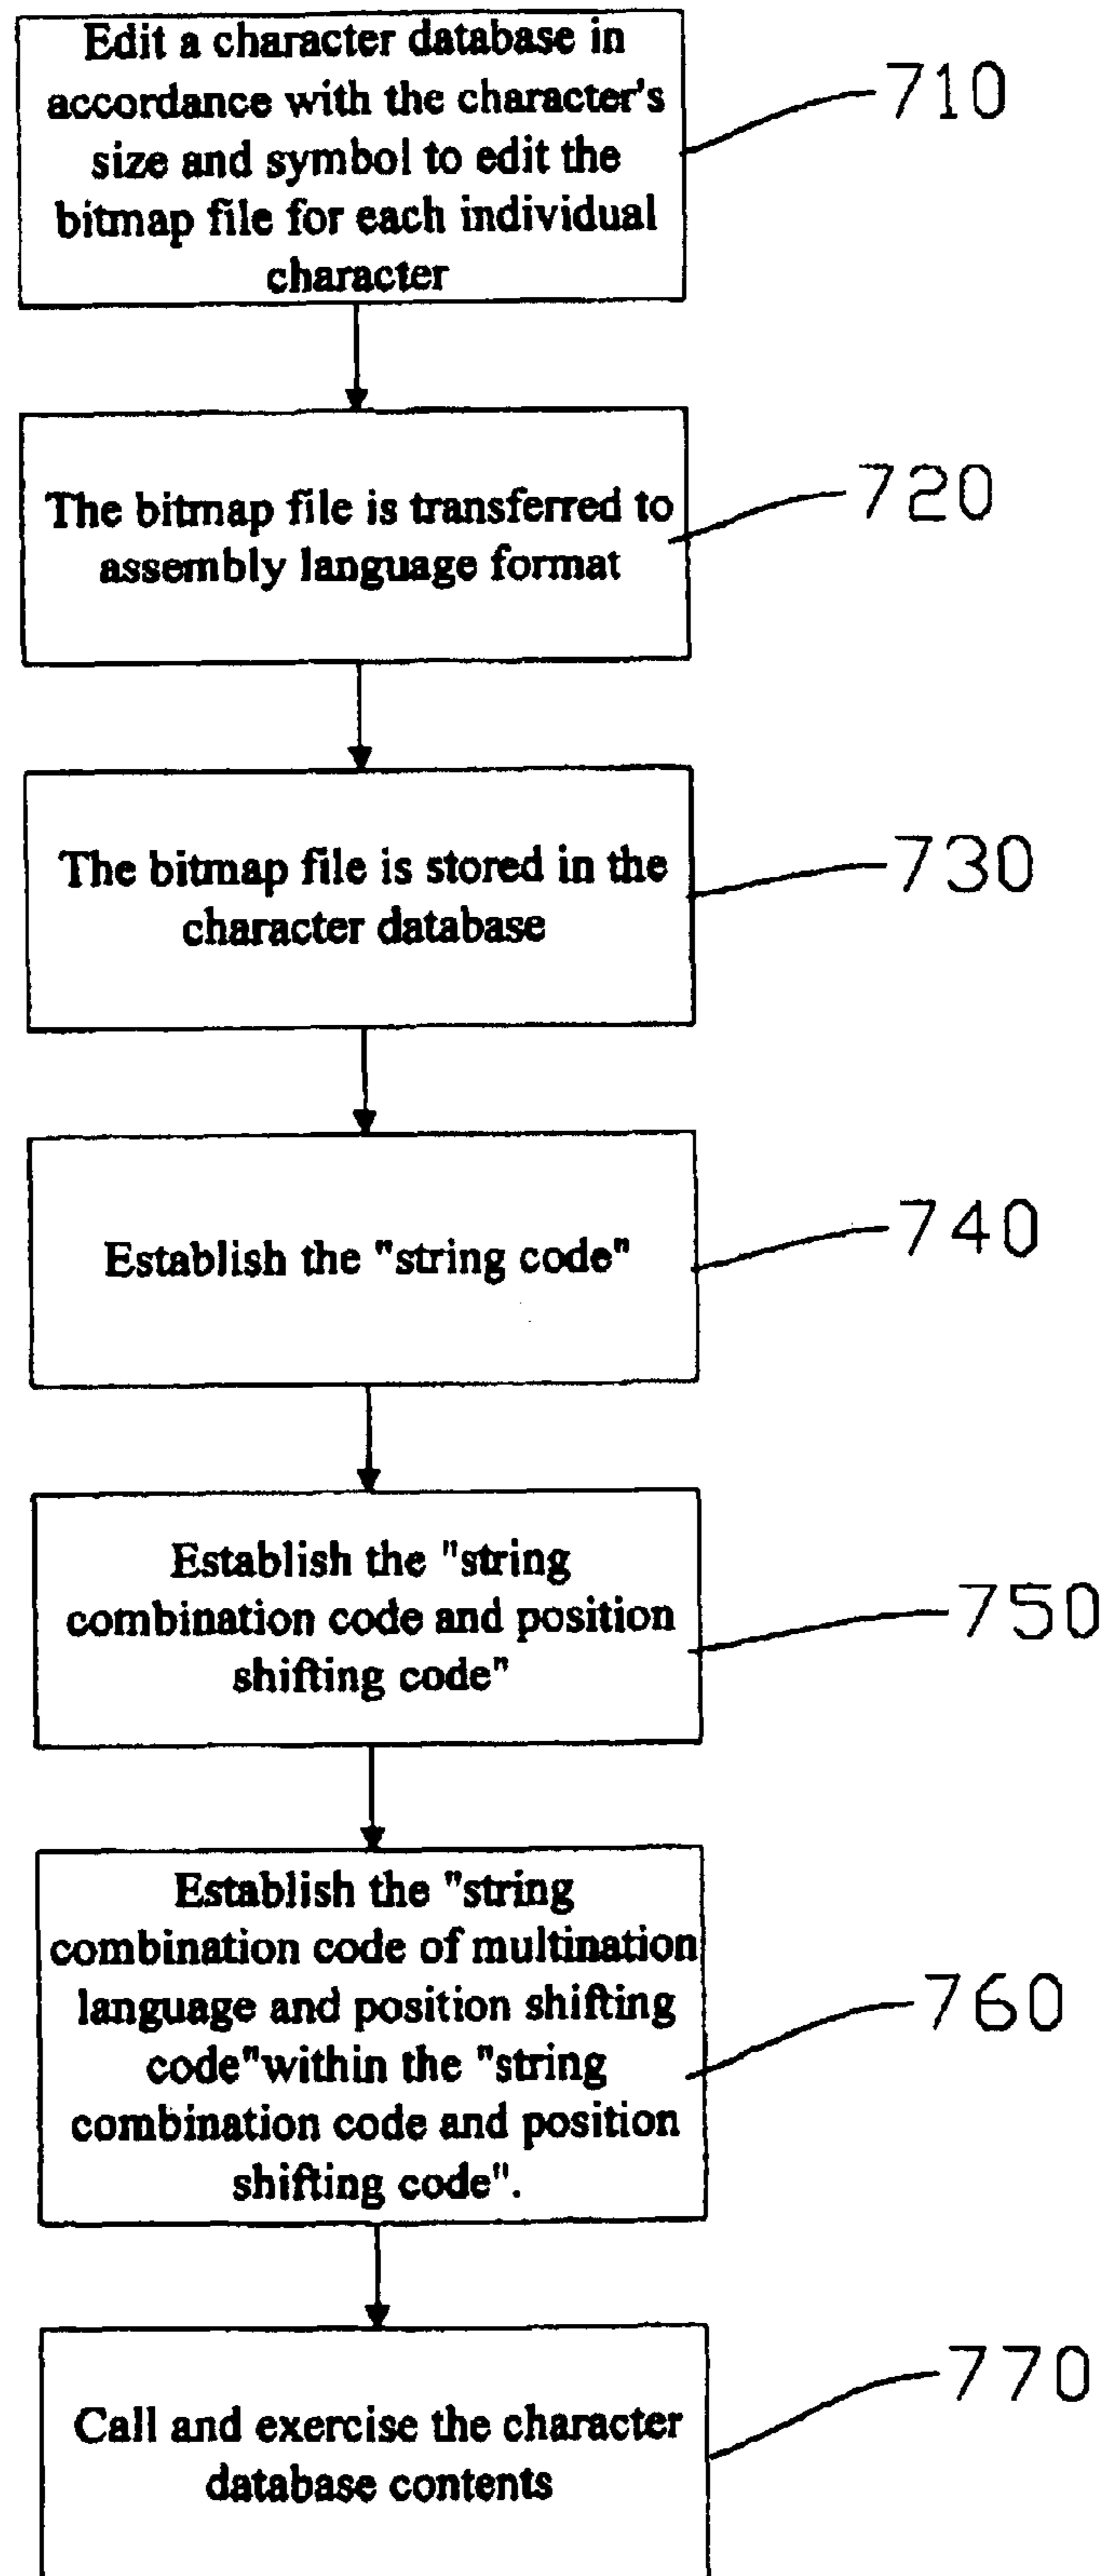 Edit a character database in
accordance with the character's
size and symbol to edit the
bitmap file for each individual
character
710
The bitmap file is transferred to
assembly language format
720
The bitmap file is stored in the
character database
730
Establish the "string code"
740
Establish the "string
combination code and position
shifting code"
750
Establish the "string
combination code of multination
language and position shifting
code"within the "string
combination code and position
shifting code".
760
Call and exercise the character
database contents
770